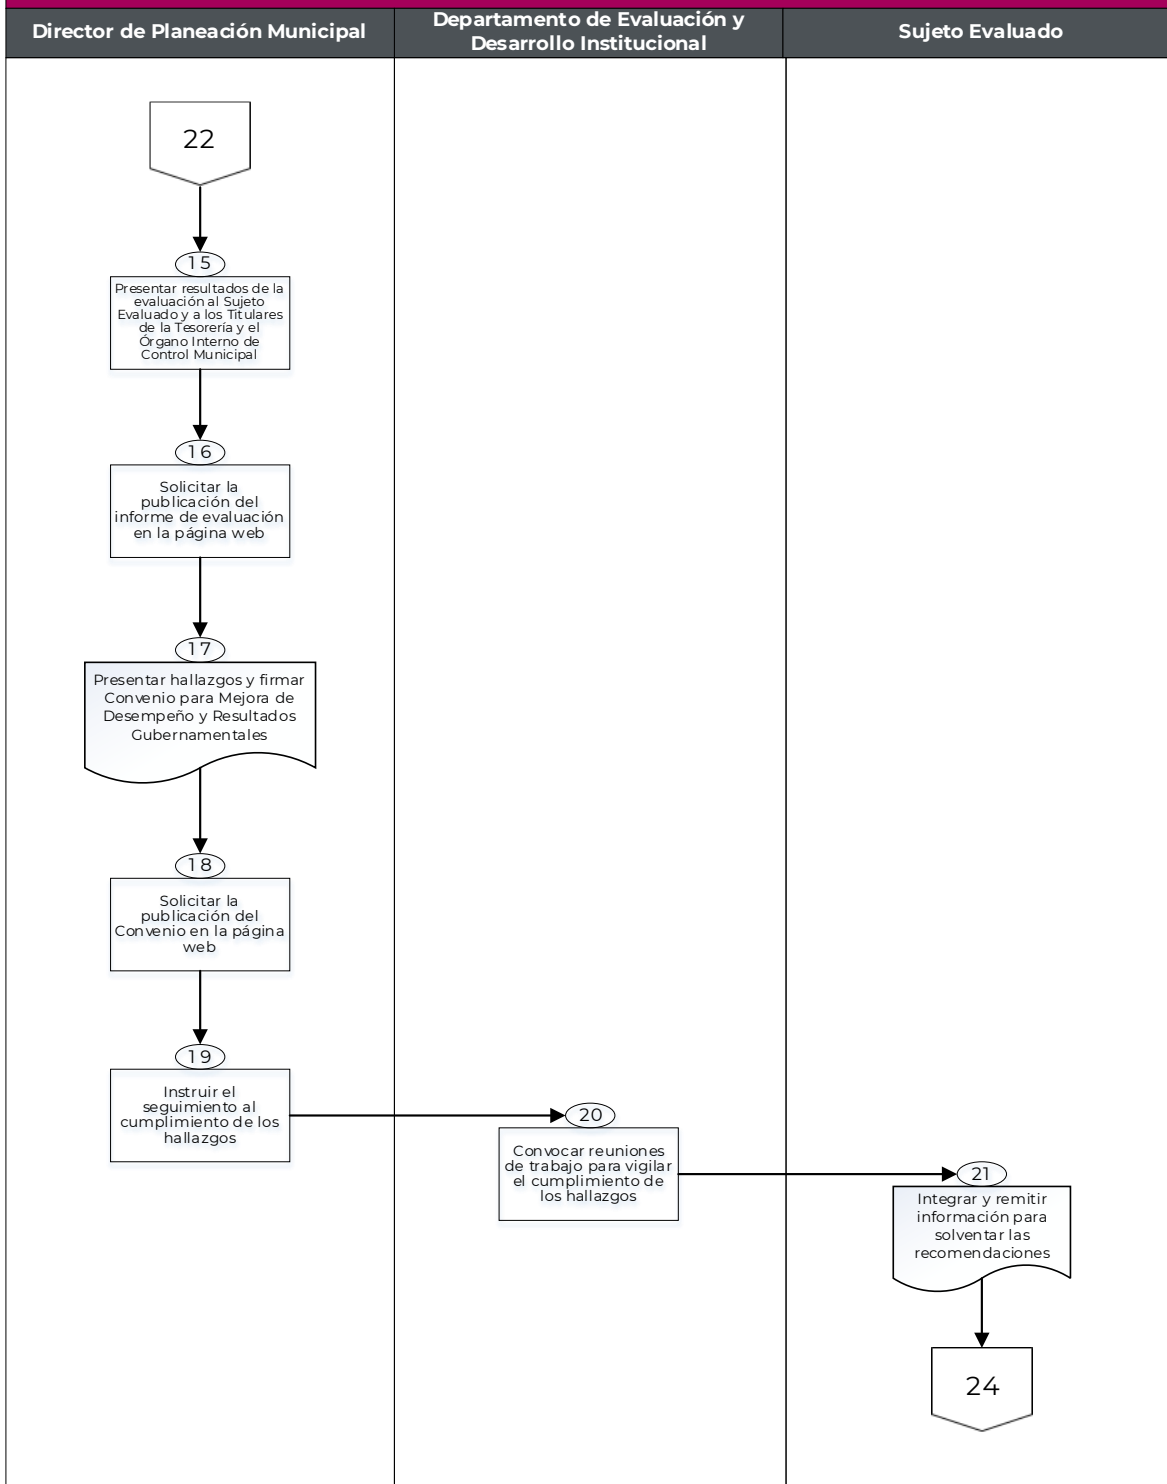 Director de Planeación Municipal
Departamento de Evaluación y
Desarrollo Institucional
Sujeto Evaluado
22
15
Presentar resultados de la
evaluación al Sujeto
Evaluado y a los Titulares
de la Tesorería y el
Órgano Interno de
Control Municipal
16
Solicitar la
publicación del
informe de evaluación
en la página web
17
Presentar hallazgos y firmar
Convenio para Mejora de
Desempeño y Resultados
Gubernamentales
18
Solicitar la
publicación del
Convenio en la página
web
19
Instruir el
seguimiento al
cumplimiento de los
hallazgos
20
Convocar reuniones
de trabajo para vigilar
el cumplimiento de
los hallazgos
21
Integrar y remitir
información para
solventar las
recomendaciones
24